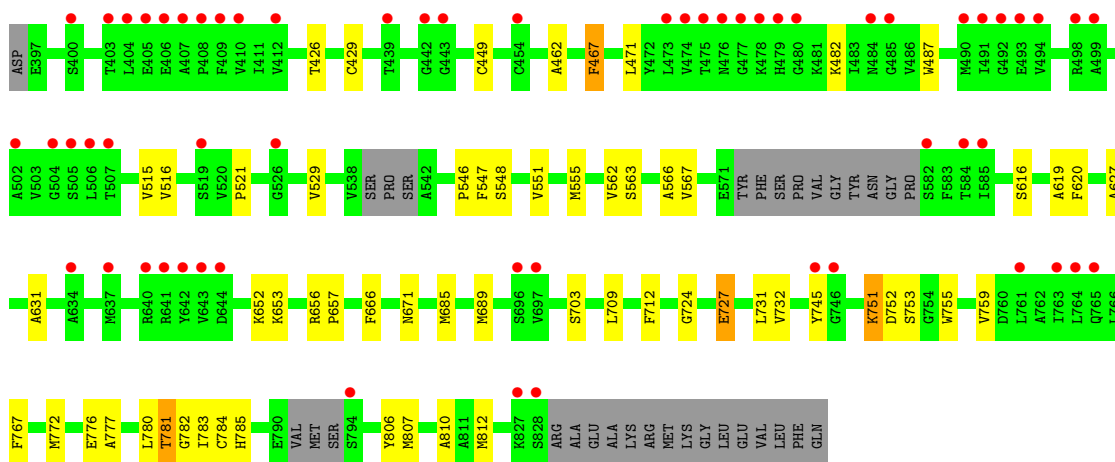 ASP E397 S400 T403 L404 E405 E406 A407 P408 F409 V410 I411 V412 T426 C429 T439 G442 G443 C449 C454 A462 F467 L471 Y472 L473 V474 T475 N476 G477 K478 H479 G480 K481 K482 I483 N484 G485 V486 W487 M490 I491 G492 E493 V494 R498 A499
A502 V503 G504 S505 L506 T507 V515 V516 S519 V520 P521 G526 V529 V538 SER PRO SER A542 P546 F547 S548 V551 M555 V562 S563 A566 V567 E571 TYR PHE SER PRO VAL GLY TYR ASN GLY PRO S582 F583 T584 I585 S616 A619 F620 A627
A631 A634 M637 R640 R641 Y642 V643 D644 K652 K653 R656 P657 F666 N671 M685 M689 S696 V697 S703 L709 F712 G724 E727 L731 V732 Y745 G746 K751 D752 S753 G754 W755 V759 D760 L761 A762 I763 L764 Q765 L766
F767 M772 E776 A777 L780 T781 G782 I783 C784 H785 E790 VAL MET SER S794 Y806 M807 A810 A811 M812 K827 S828 ARG ALA GLU ALA LYS ARG MET LYS GLY LEU GLU VAL LEU PHE GLN